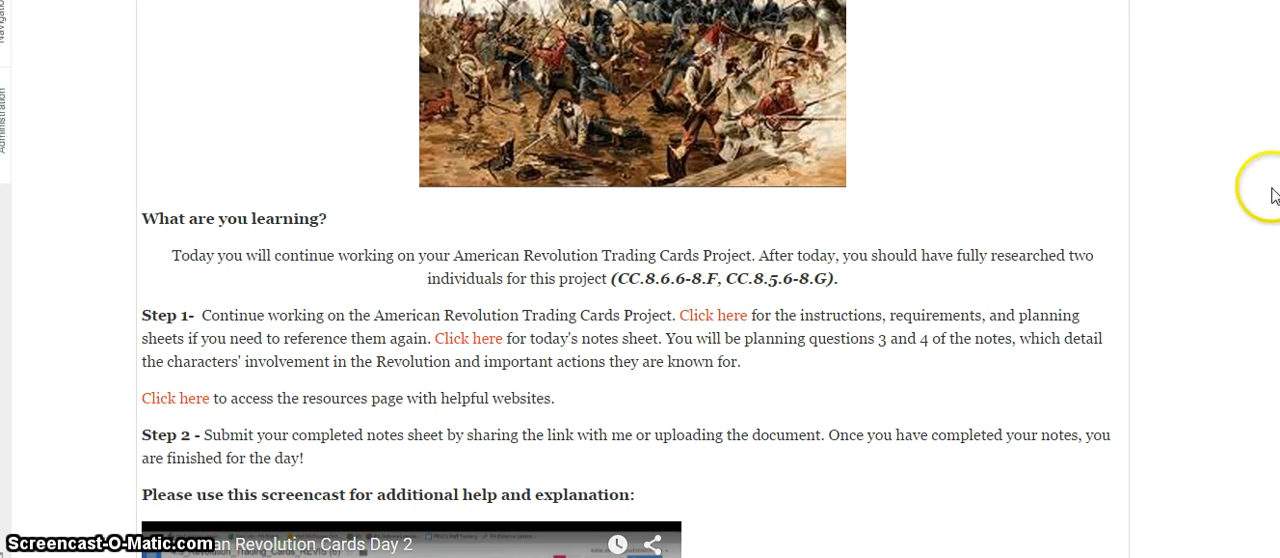 Administration
What are you learning?
Today you will continue working on your American Revolution Trading Cards Project. After today, you should have fully researched two
individuals for this project (CC.8.6.6-8.F, CC.8.5.6-8.G).
Step 1- Continue working on the American Revolution Trading Cards Project. Click here for the instructions, requirements, and planning
sheets if you need to reference them again. Click here for today's notes sheet. You will be planning questions 3 and 4 of the notes, which detail
the characters' involvement in the Revolution and important actions they are known for.
Click here to access the resources page with helpful websites.
Step 2 - Submit your completed notes sheet by sharing the link with me or uploading the document. Once you have completed your notes, you
are finished for the day!
Please use this screencast for additional help and explanation:
Screencast-O-Matic.com
an Revolution Cards Day 2